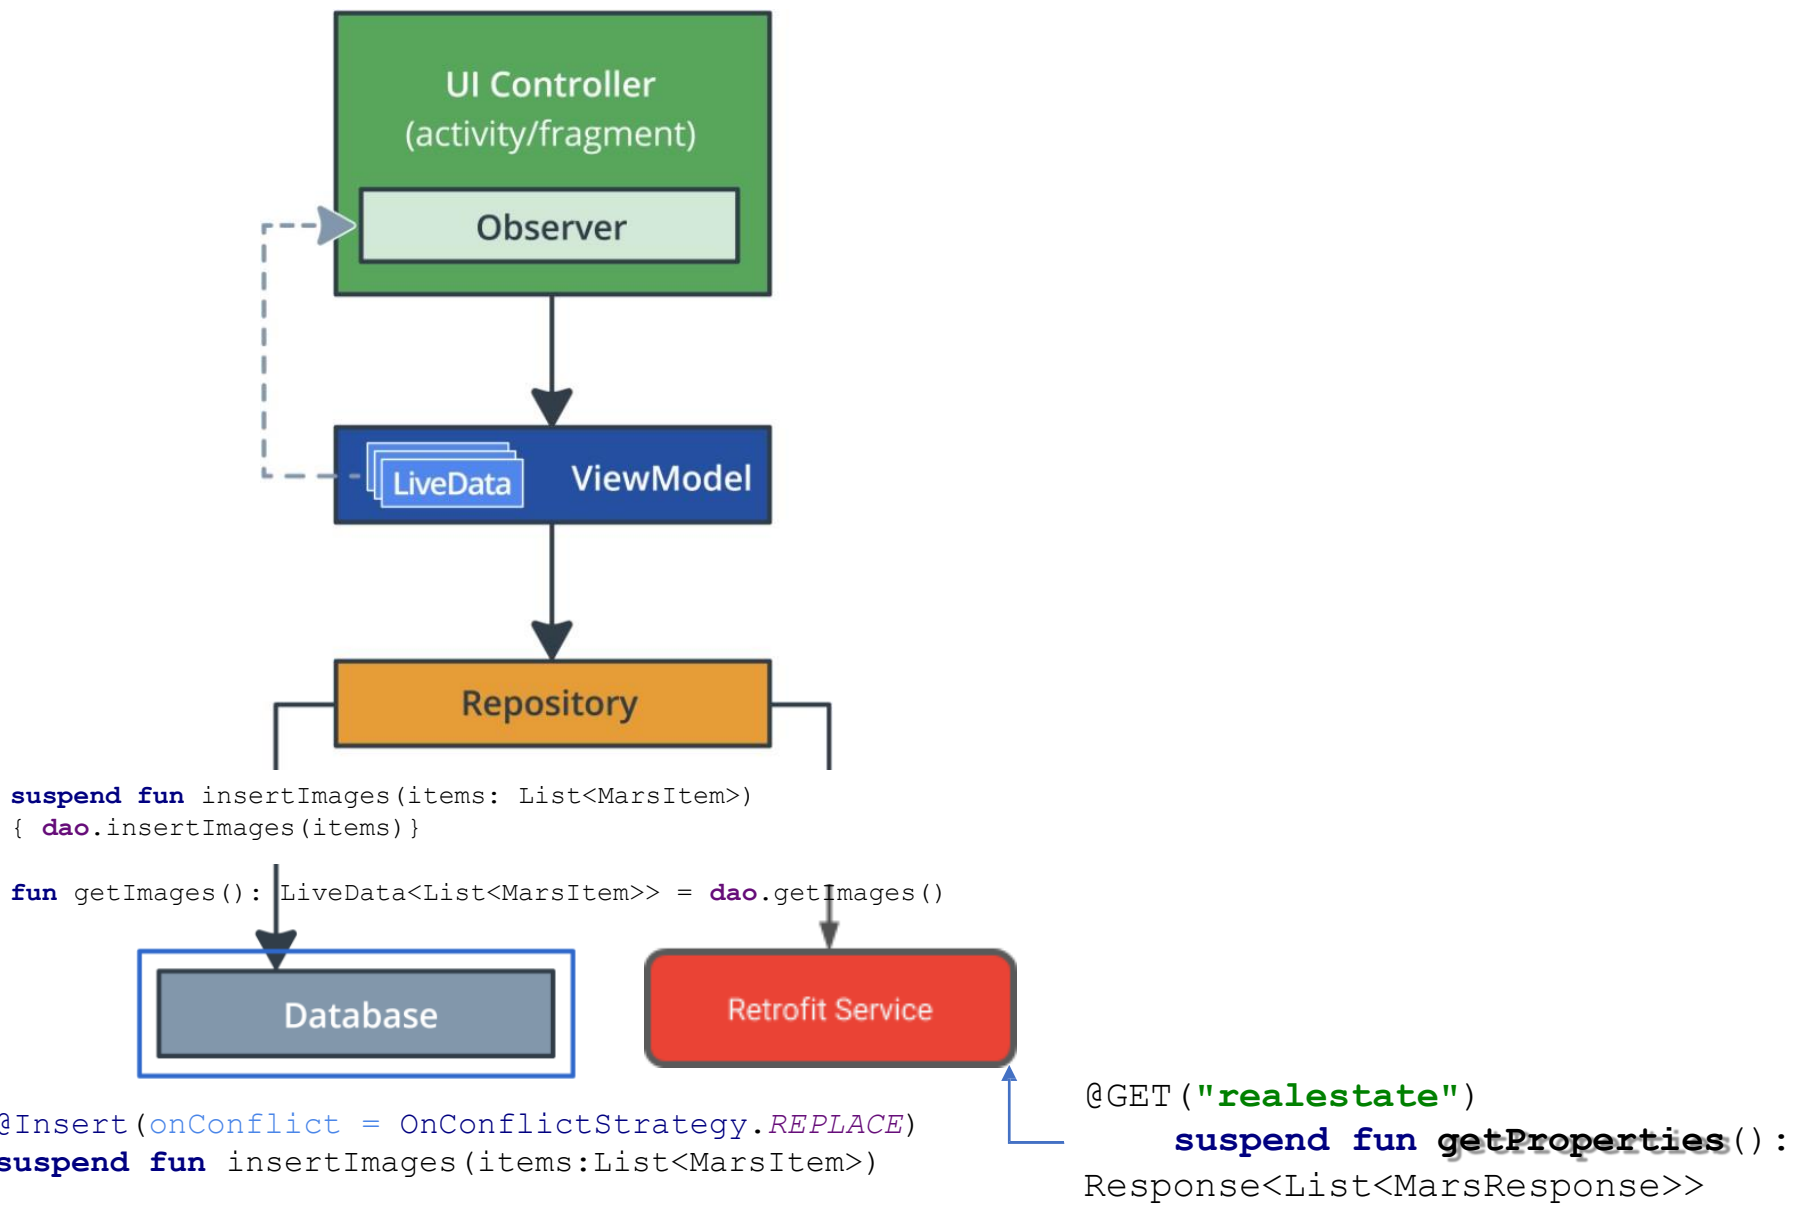 UI Controller
(activity/fragment)
Observer
LiveData
ViewModel
Repository
suspend fun insertImages(items: List<MarsItem>)
{ dao.insertImages(items)}
fun getImages(): LiveData<List<MarsItem>> = dao.getImages()
Database
Retrofit Service
@Insert(onConflict = OnConflictStrategy.REPLACE)
suspend fun insertImages(items:List<MarsItem>)
@GET("realestate")
suspend fun getProperties():
Response<List<MarsResponse>>